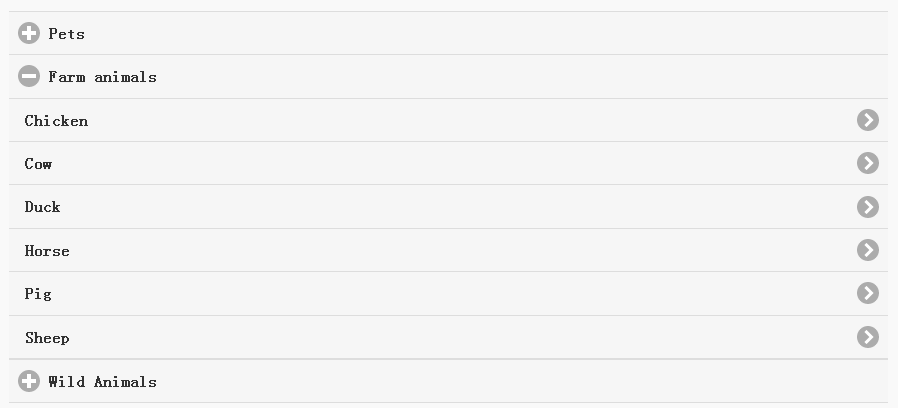 Pets
Farm animals
Chicken
Cow
Duck
Horse
Pig
Sheep
Wild Animals